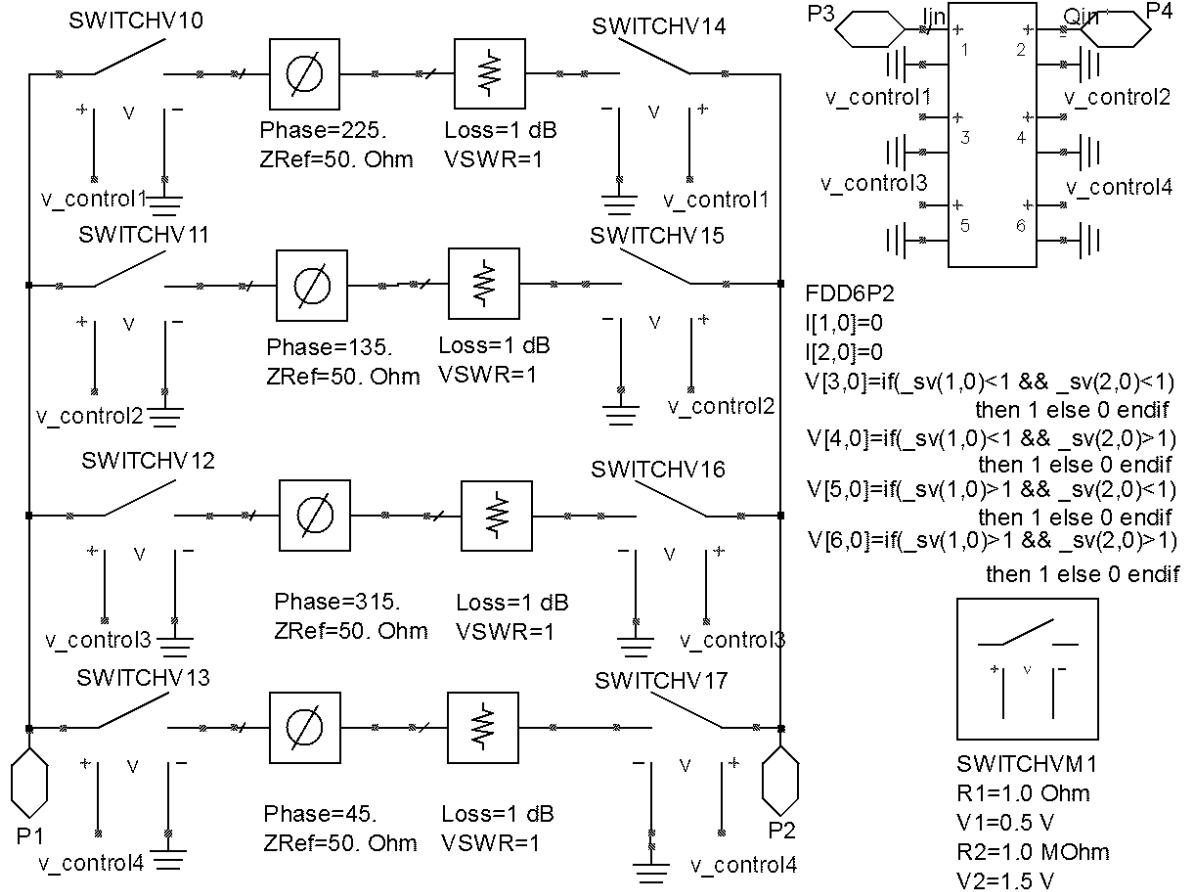 SWITCHV10
SWITCHV14
+ v −
− v +
Phase=225.
ZRef=50. Ohm
Loss=1 dB
VSWR=1
v_control1
v_control1
SWITCHV11
SWITCHV15
+ v −
− v +
Phase=135.
ZRef=50. Ohm
Loss=1 dB
VSWR=1
v_control2
v_control2
SWITCHV12
SWITCHV16
+ v −
− v +
Phase=315.
ZRef=50. Ohm
Loss=1 dB
VSWR=1
v_control3
v_control3
SWITCHV13
SWITCHV17
+ v −
− v +
Phase=45.
ZRef=50. Ohm
Loss=1 dB
VSWR=1
v_control4
v_control4
P1
P2
P3
Iin
Qin
P4
+ +
1 2
v_control1
v_control2
+ +
3 4
v_control3
v_control4
+ +
5 6
FDD6P2
I[1,0]=0
I[2,0]=0
V[3,0]=if(_sv(1,0)<1 && _sv(2,0)<1)
then 1 else 0 endif
V[4,0]=if(_sv(1,0)<1 && _sv(2,0)>1)
then 1 else 0 endif
V[5,0]=if(_sv(1,0)>1 && _sv(2,0)<1)
then 1 else 0 endif
V[6,0]=if(_sv(1,0)>1 && _sv(2,0)>1)
then 1 else 0 endif
+ v −
SWITCHVM1
R1=1.0 Ohm
V1=0.5 V
R2=1.0 MOhm
V2=1.5 V